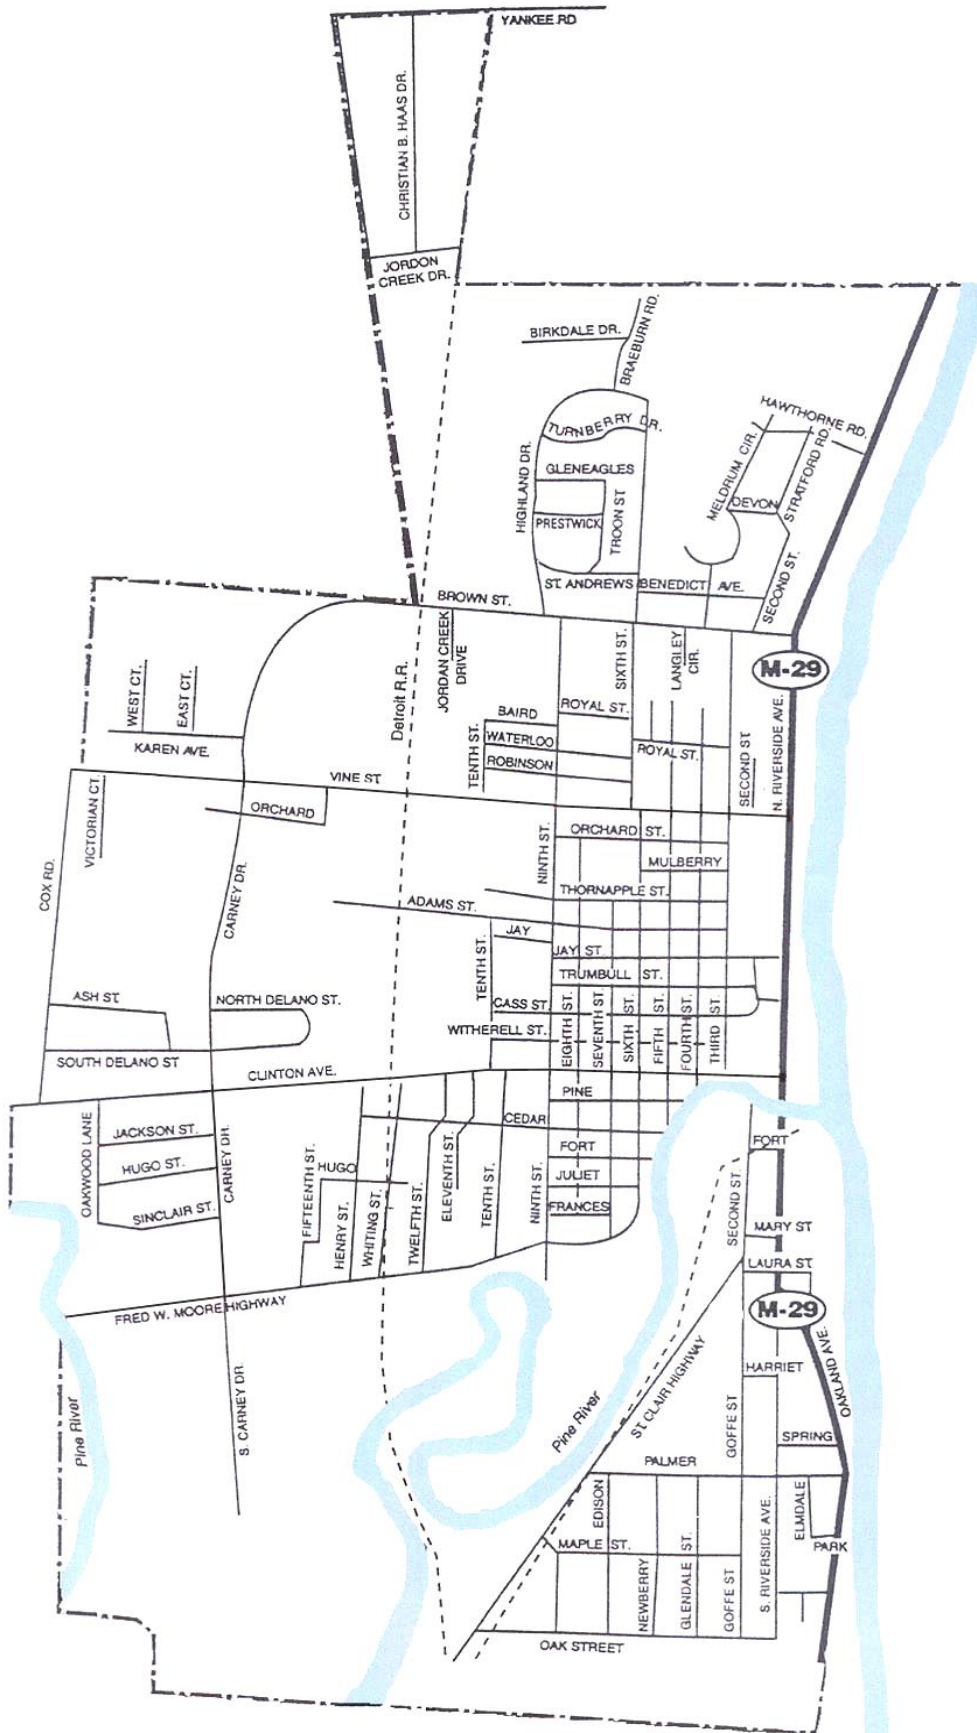 YANKEE RD
CHRISTIAN B. HAAS DR.
JORDON
CREEK DR.
BIRKDALE DR.
BRAEBURN RD.
TURNBERRY DR.
HAWTHORNE RD.
HIGHLAND DR.
GLENEAGLES
MELDRUM CIR.
STRATFORD RD.
DEVON
PRESTWICK
TROON ST
ST. ANDREWS
BENEDICT AVE.
SECOND ST.
BROWN ST.
JORDAN CREEK
DRIVE
Detroit R.R.
SIXTH ST.
LANGLEY
CIR.
M-29
WEST CT.
EAST CT.
KAREN AVE.
BAIRD
ROYAL ST.
TENTH ST.
WATERLOO
ROBINSON
ROYAL ST.
SECOND ST
N. RIVERSIDE AVE.
VINE ST
VICTORIAN CT.
ORCHARD
COX RD.
CARNEY DR.
NINTH ST.
ORCHARD ST.
MULBERRY
THORNAPPLE ST.
ADAMS ST.
JAY
JAY ST.
TENTH ST.
TRUMBULL ST.
ASH ST
NORTH DELANO ST.
CASS ST.
WITHERELL ST.
EIGHTH ST.
SEVENTH ST.
SIXTH ST.
FIFTH ST.
FOURTH ST.
THIRD ST.
SOUTH DELANO ST
CLINTON AVE.
PINE
OAKWOOD LANE
JACKSON ST.
CARNEY DR.
CEDAR
FORT
FORT
HUGO ST.
HUGO
FIFTEENTH ST.
HENRY ST.
WHITING ST.
TWELFTH ST.
ELEVENTH ST.
TENTH ST.
NINTH ST.
JULIET
FRANCES
SINCLAIR ST.
SECOND ST.
MARY ST
LAURA ST
M-29
FRED W. MOORE HIGHWAY
S. CARNEY DR.
Pine River
Pine River
ST CLAIR HIGHWAY
HARRIET
OAKLAND AVE.
GOFFE ST
SPRING
PALMER
EDISON
MAPLE ST.
NEWBERRY
GLENDALE ST.
GOFFE ST
S. RIVERSIDE AVE.
ELMDALE
PARK
OAK STREET